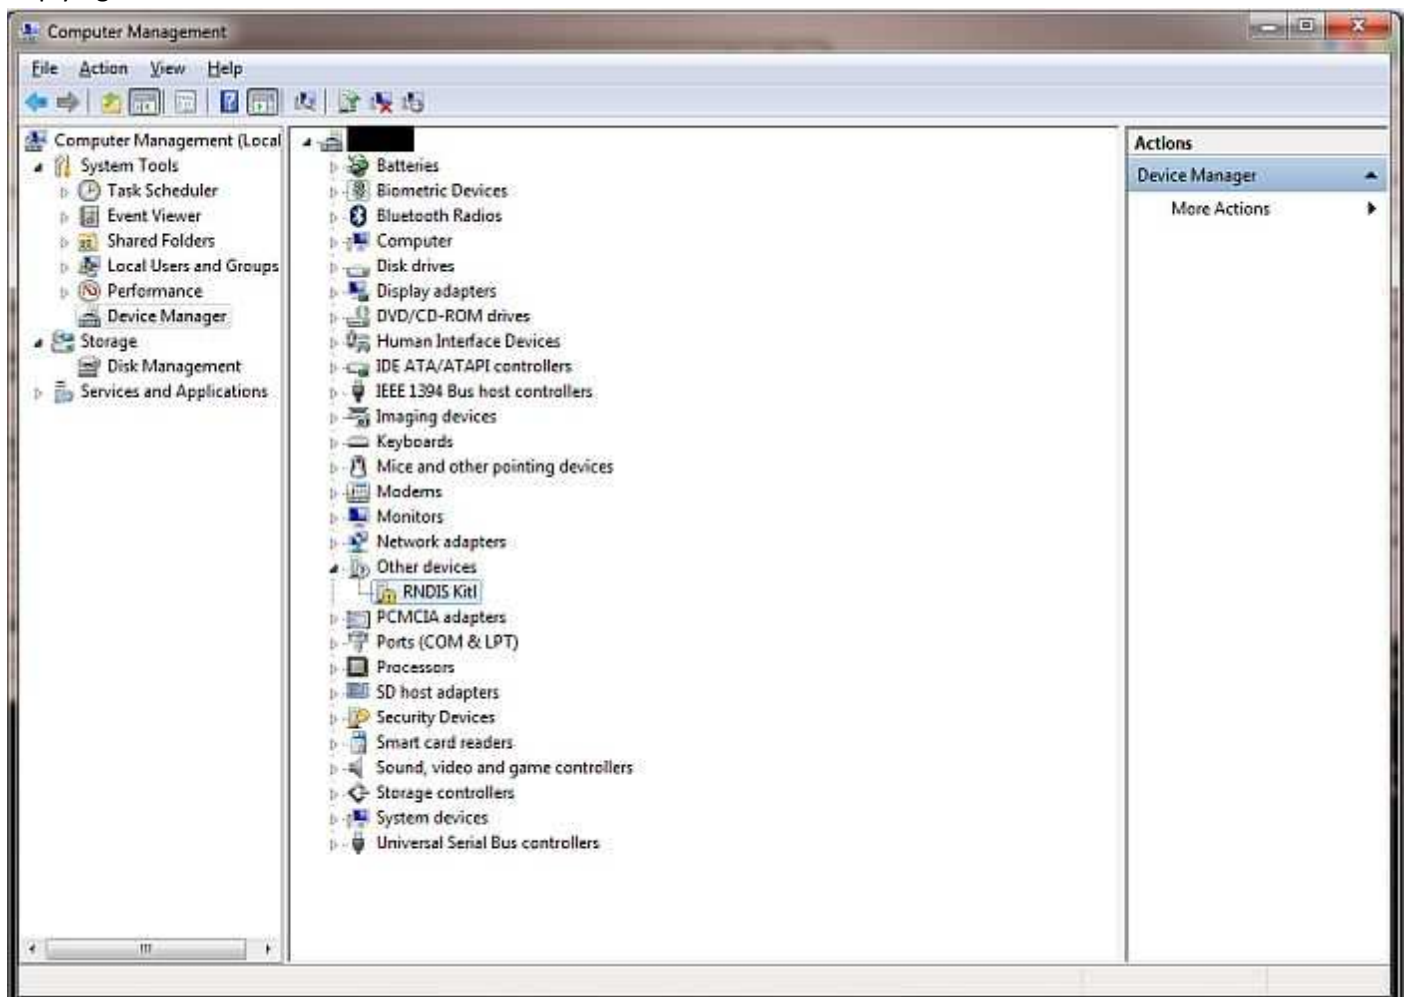 Computer Management
File Action View Help
Computer Management (Local
System Tools
Task Scheduler
Event Viewer
Shared Folders
Local Users and Groups
Performance
Device Manager
Storage
Disk Management
Services and Applications
Batteries
Biometric Devices
Bluetooth Radios
Computer
Disk drives
Display adapters
DVD/CD-ROM drives
Human Interface Devices
IDE ATA/ATAPI controllers
IEEE 1394 Bus host controllers
Imaging devices
Keyboards
Mice and other pointing devices
Modems
Monitors
Network adapters
Other devices
RNDIS Kitl
PCMCIA adapters
Ports (COM & LPT)
Processors
SD host adapters
Security Devices
Smart card readers
Sound, video and game controllers
Storage controllers
System devices
Universal Serial Bus controllers
Actions
Device Manager
More Actions